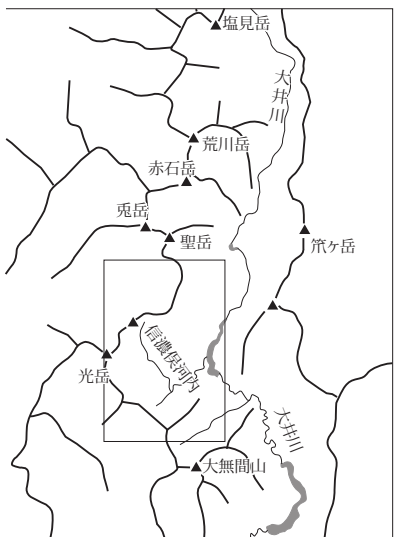 塩見岳
大井川
荒川岳
赤石岳
兎岳
聖岳
笊ヶ岳
信濃俣河内
光岳
大井川
大無間山